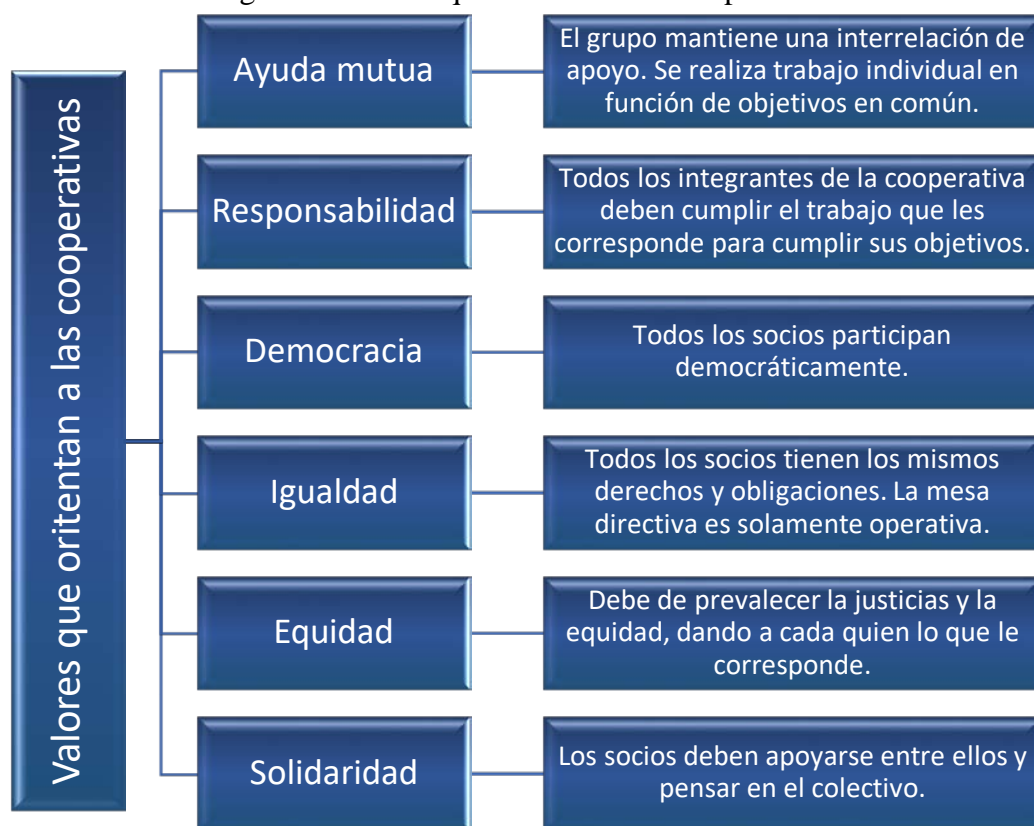 Valores que oritentan a las cooperativas
Ayuda mutua
El grupo mantiene una interrelación de
apoyo. Se realiza trabajo individual en
función de objetivos en común.
Responsabilidad
Todos los integrantes de la cooperativa
deben cumplir el trabajo que les
corresponde para cumplir sus objetivos.
Democracia
Todos los socios participan
democráticamente.
Igualdad
Todos los socios tienen los mismos
derechos y obligaciones. La mesa
directiva es solamente operativa.
Equidad
Debe de prevalecer la justicias y la
equidad, dando a cada quien lo que le
corresponde.
Solidaridad
Los socios deben apoyarse entre ellos y
pensar en el colectivo.